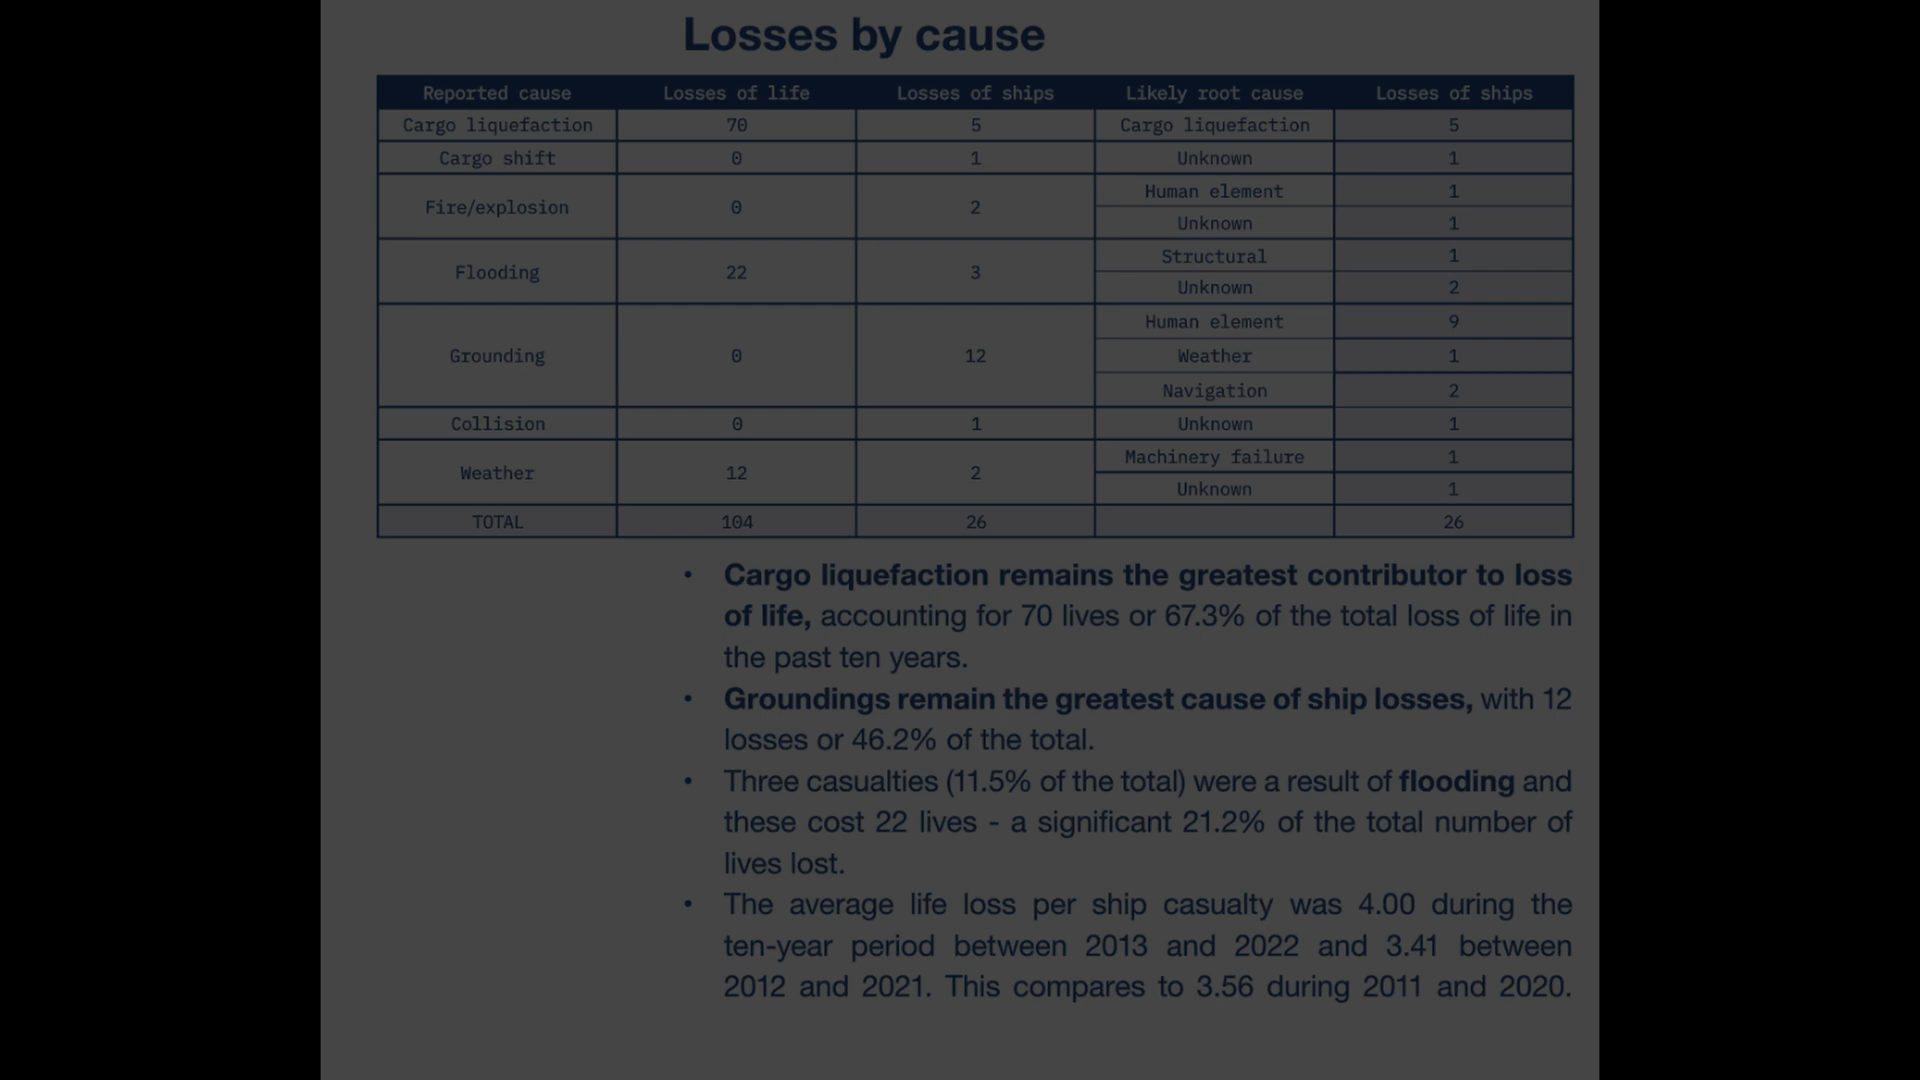 Losses by cause
Reported cause Losses of life Losses of ships Likely root cause Losses of ships
Cargo liquefaction 70 5 Cargo liquefaction 5
Cargo shift 0 1 Unknown 1
Fire/explosion 0 2 Human element 1
Unknown 1
Flooding 22 3 Structural 1
Unknown 2
Grounding 0 12 Human element 9
Weather 1
Navigation 2
Collision 0 1 Unknown 1
Weather 12 2 Machinery failure 1
Unknown 1
TOTAL 104 26 26
• Cargo liquefaction remains the greatest contributor to loss
of life, accounting for 70 lives or 67.3% of the total loss of life in
the past ten years.
• Groundings remain the greatest cause of ship losses, with 12
losses or 46.2% of the total.
• Three casualties (11.5% of the total) were a result of flooding and
these cost 22 lives - a significant 21.2% of the total number of
lives lost.
• The average life loss per ship casualty was 4.00 during the
ten-year period between 2013 and 2022 and 3.41 between
2012 and 2021. This compares to 3.56 during 2011 and 2020.